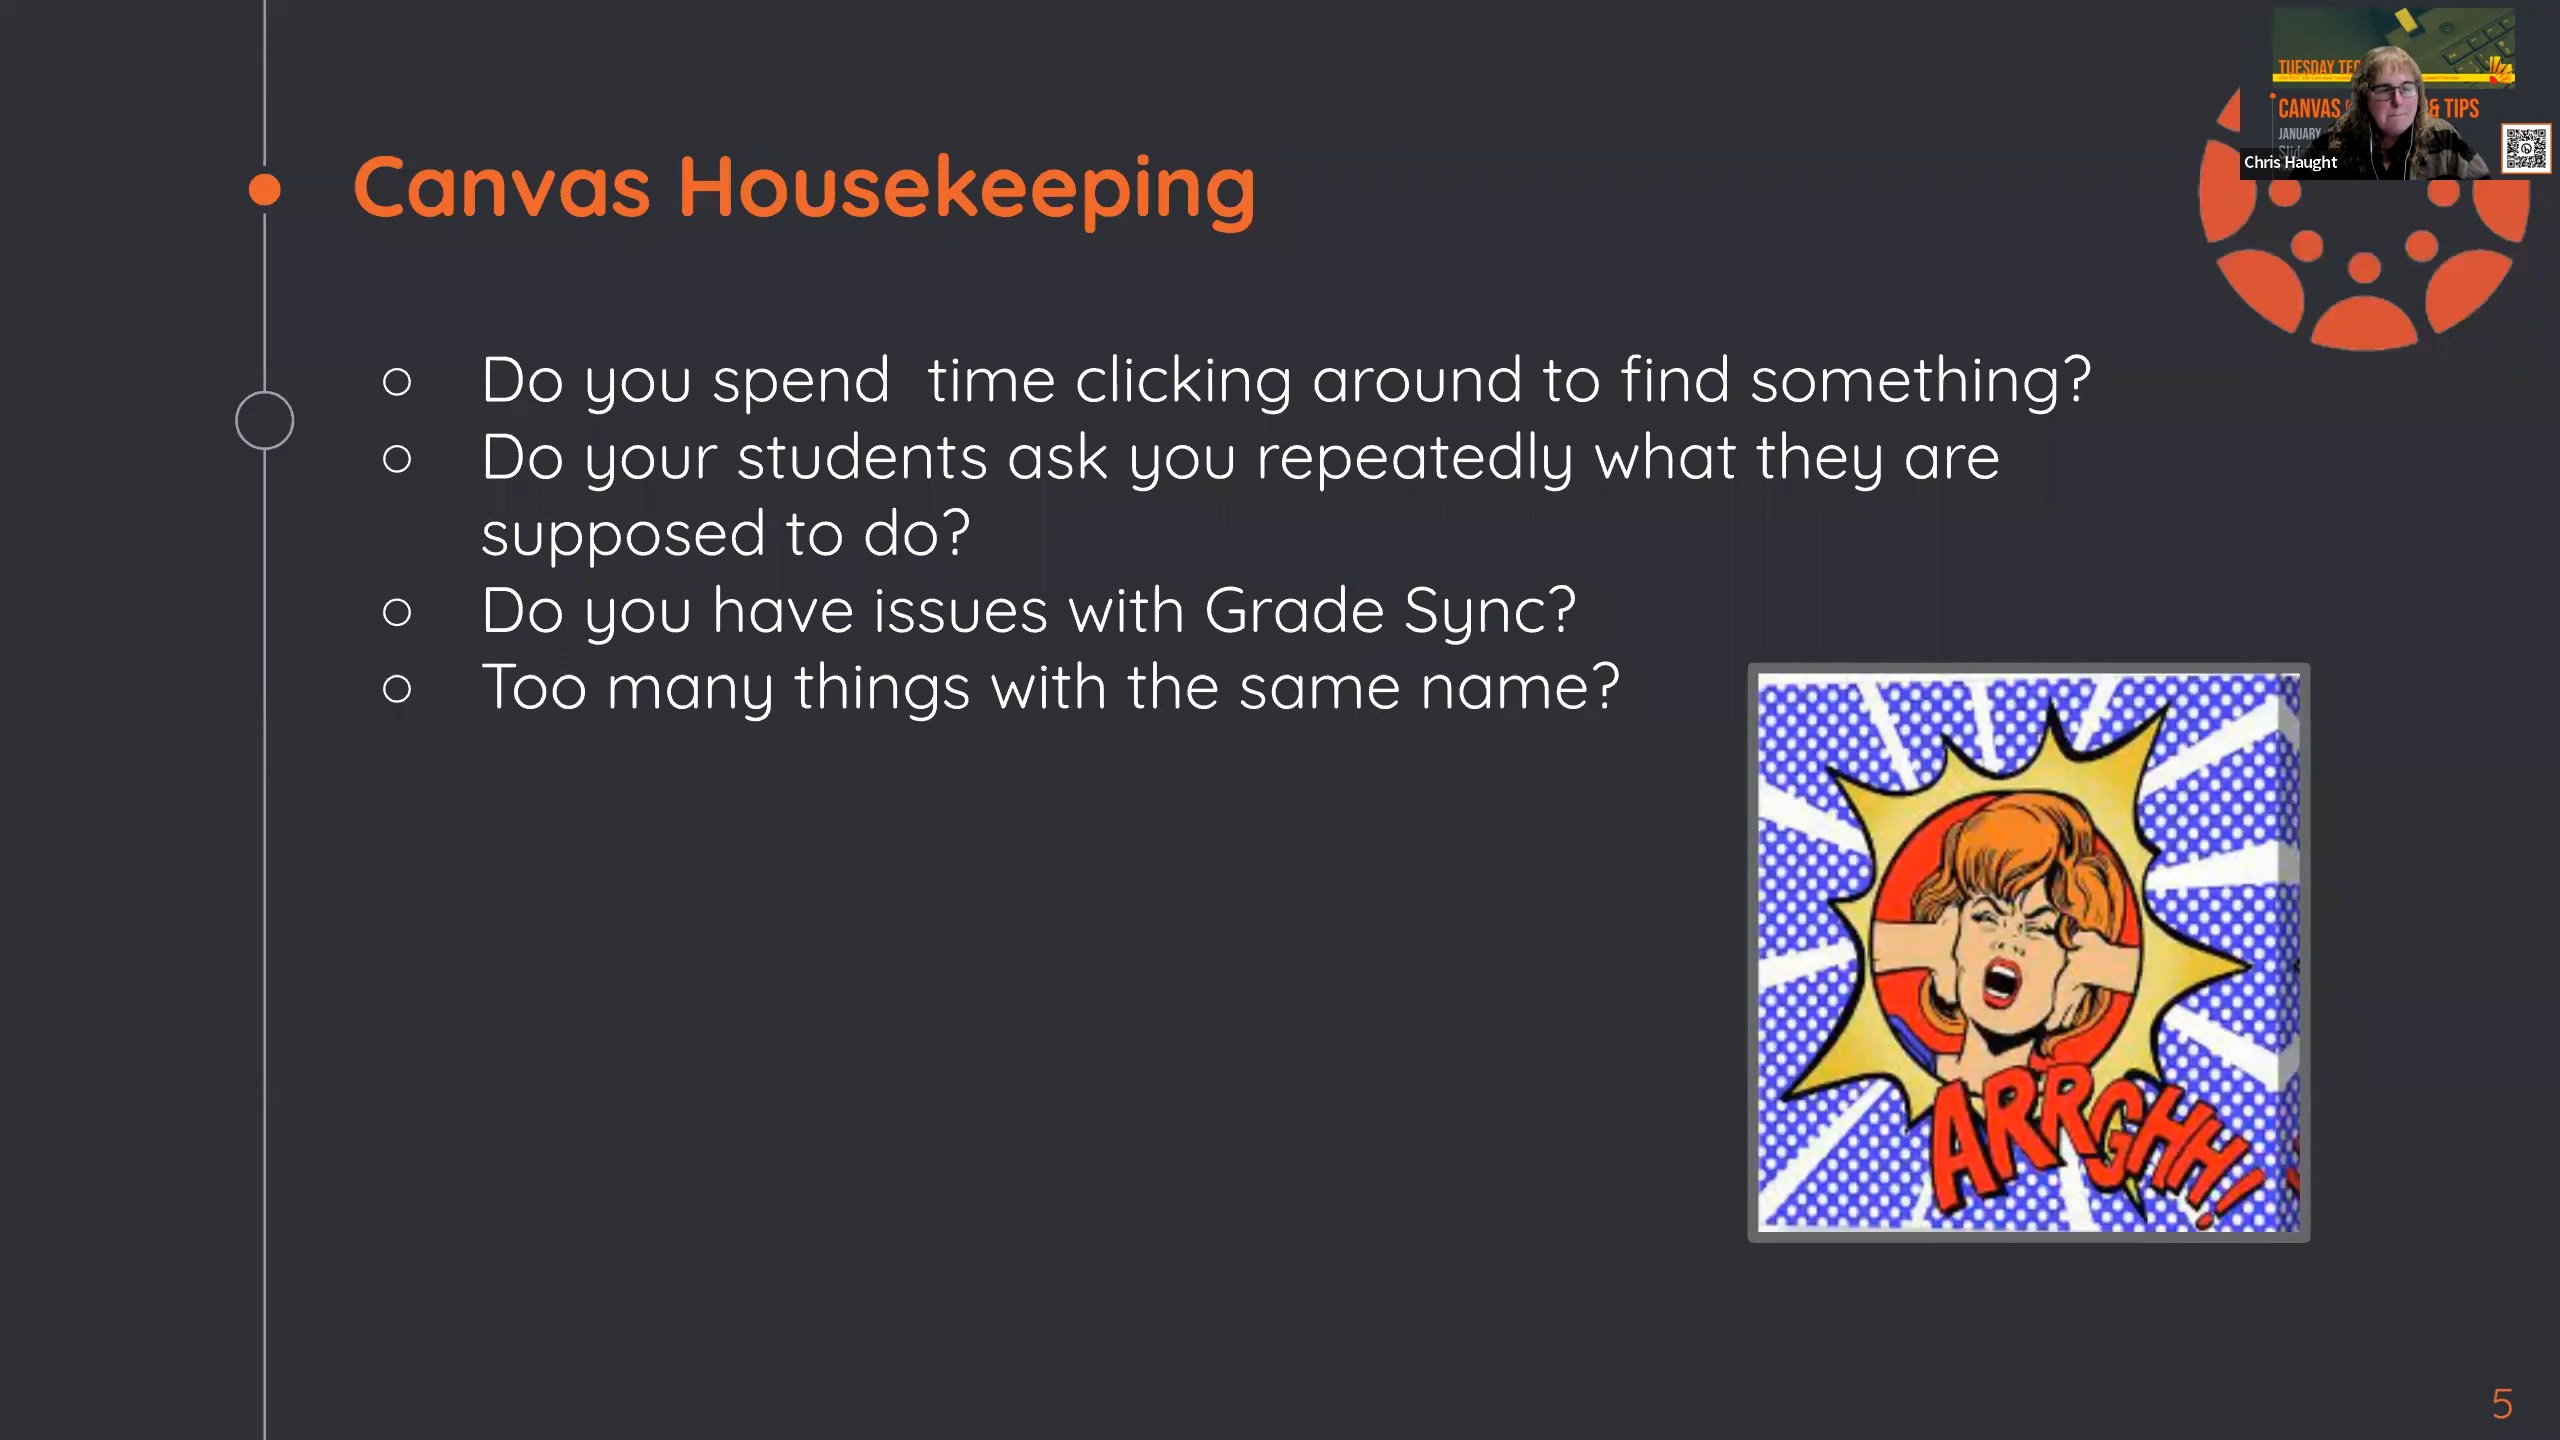 TUESDAY TEC
CANVAS & TIPS
JANUARY
Chris Haught
Canvas Housekeeping
Do you spend  time clicking around to find something?
Do your students ask you repeatedly what they are
supposed to do?
Do you have issues with Grade Sync?
Too many things with the same name?
ARRGHH!
5